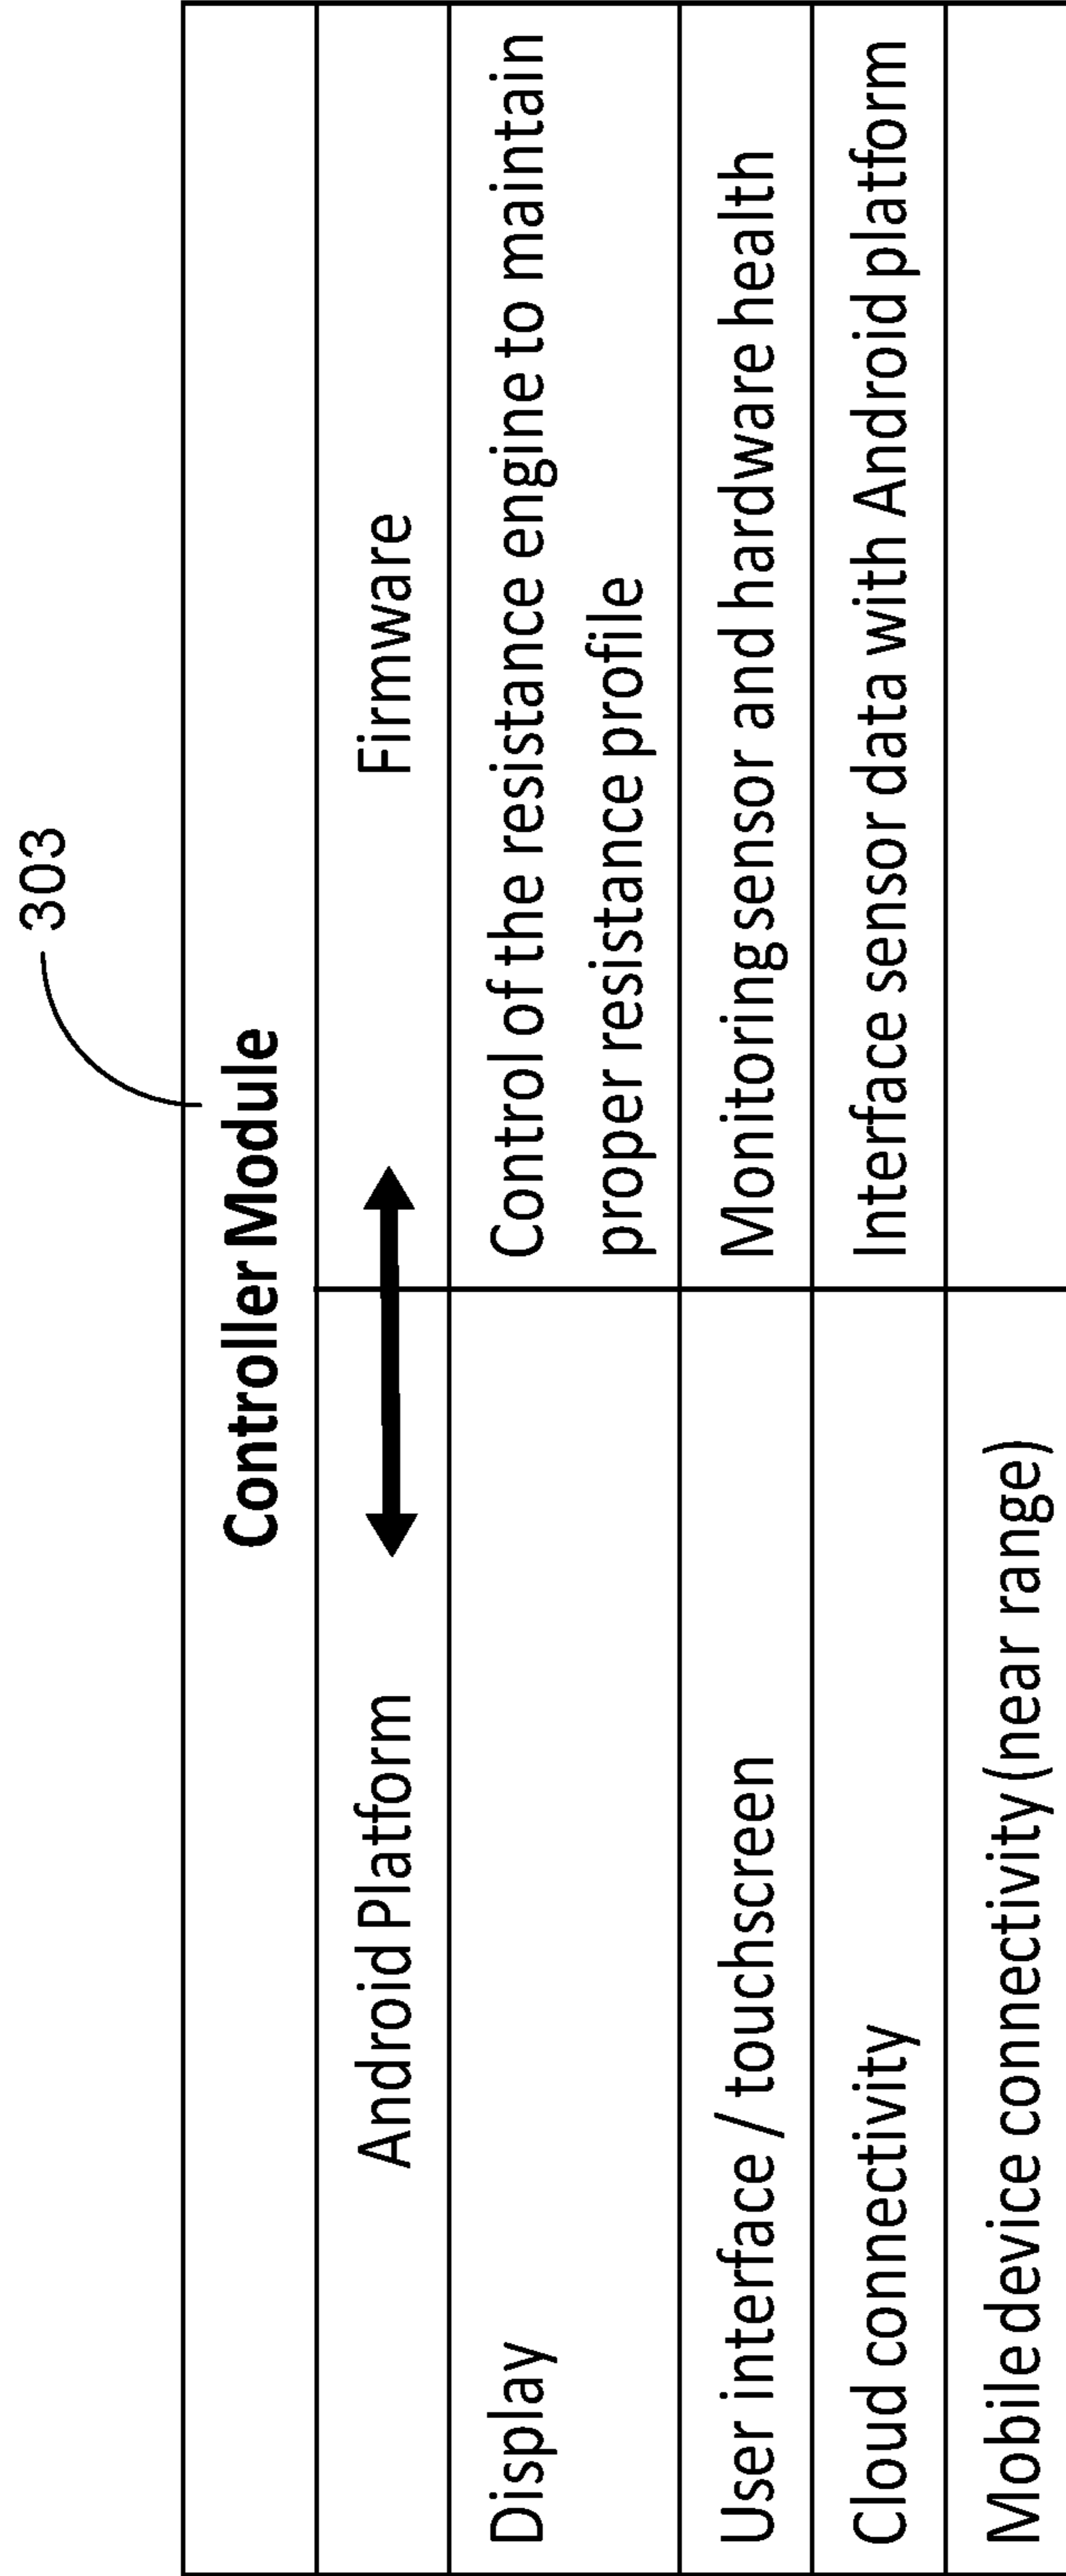 303
Controller Module
Android Platform
Firmware
Display
Control of the resistance engine to maintain
proper resistance profile
User interface / touchscreen
Monitoring sensor and hardware health
Cloud connectivity
Interface sensor data with Android platform
Mobile device connectivity (near range)